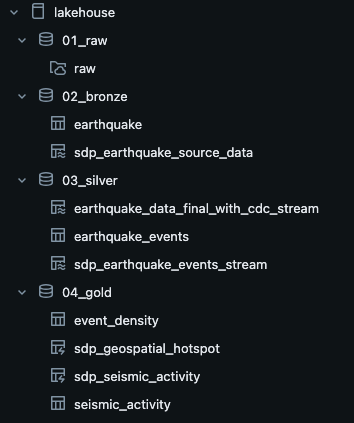 lakehouse
01_raw
raw
02_bronze
earthquake
sdp_earthquake_source_data
03_silver
earthquake_data_final_with_cdc_stream
earthquake_events
sdp_earthquake_events_stream
04_gold
event_density
sdp_geospatial_hotspot
sdp_seismic_activity
seismic_activity